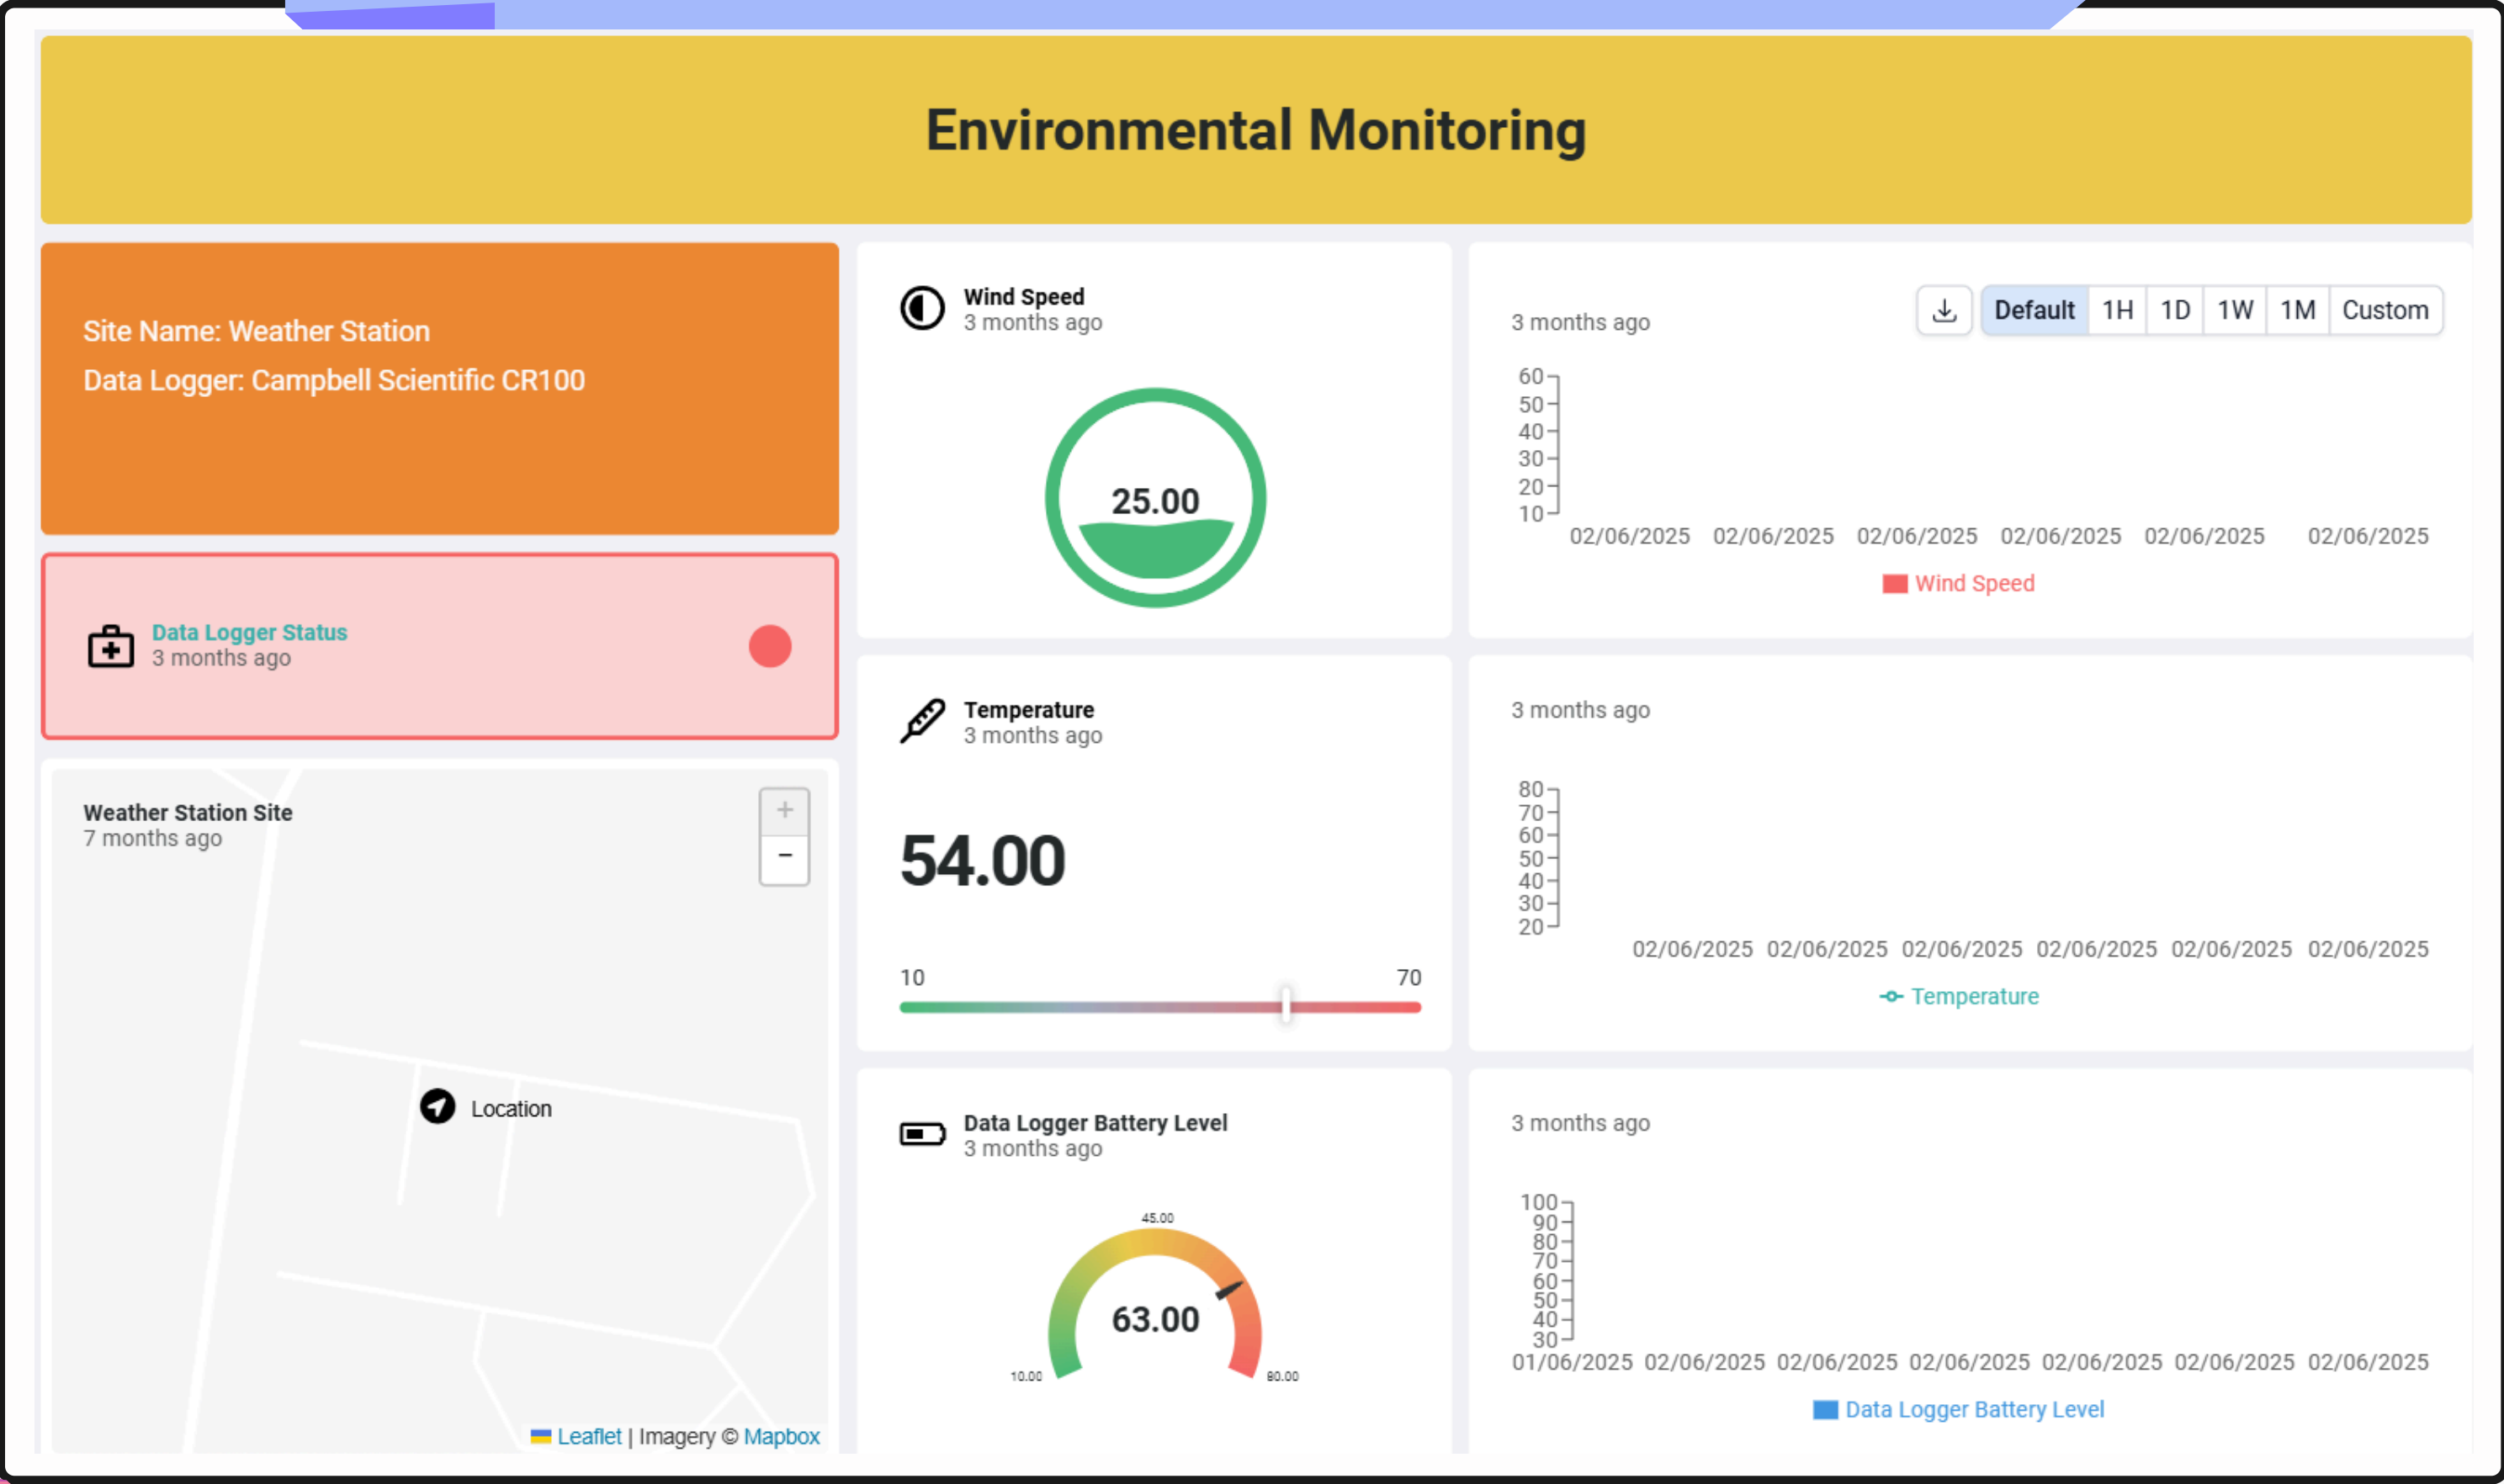 Environmental Monitoring
Site Name: Weather Station
Data Logger: Campbell Scientific CR100
Data Logger Status
3 months ago
Weather Station Site
7 months ago
+
−
Location
Leaflet | Imagery © Mapbox
Wind Speed
3 months ago
25.00
Temperature
3 months ago
54.00
10 70
Data Logger Battery Level
3 months ago
45.00
63.00
10.00 80.00
3 months ago
Default 1H 1D 1W 1M Custom
60
50
40
30
20
10
02/06/2025 02/06/2025 02/06/2025 02/06/2025 02/06/2025 02/06/2025
Wind Speed
3 months ago
80
70
60
50
40
30
20
02/06/2025 02/06/2025 02/06/2025 02/06/2025 02/06/2025 02/06/2025
Temperature
3 months ago
100
90
80
70
60
50
40
30
01/06/2025 02/06/2025 02/06/2025 02/06/2025 02/06/2025 02/06/2025 02/06/2025
Data Logger Battery Level